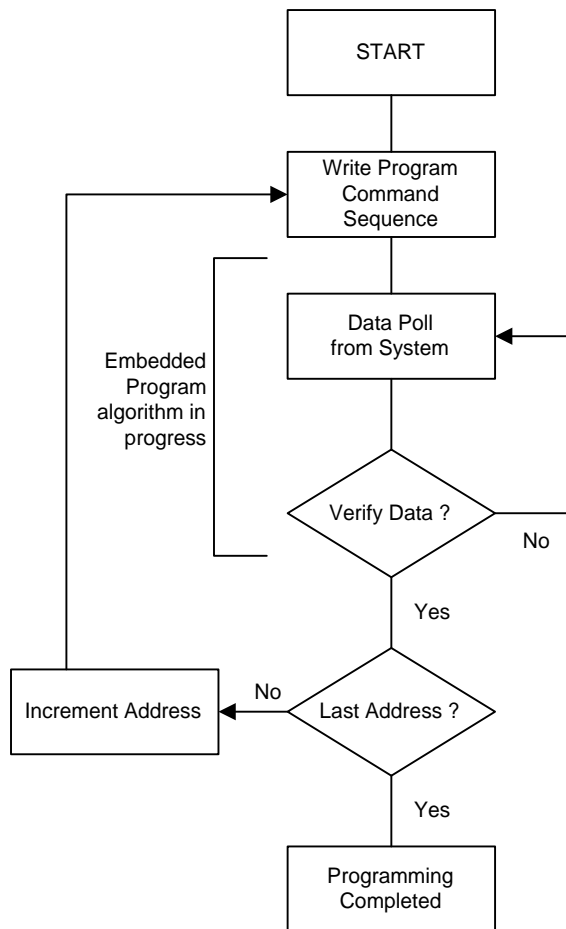 START
Write Program
Command
Sequence
Data Poll
from System
Embedded
Program
algorithm in
progress
Verify Data ?
No
Yes
No
Increment Address
Last Address ?
Yes
Programming
Completed